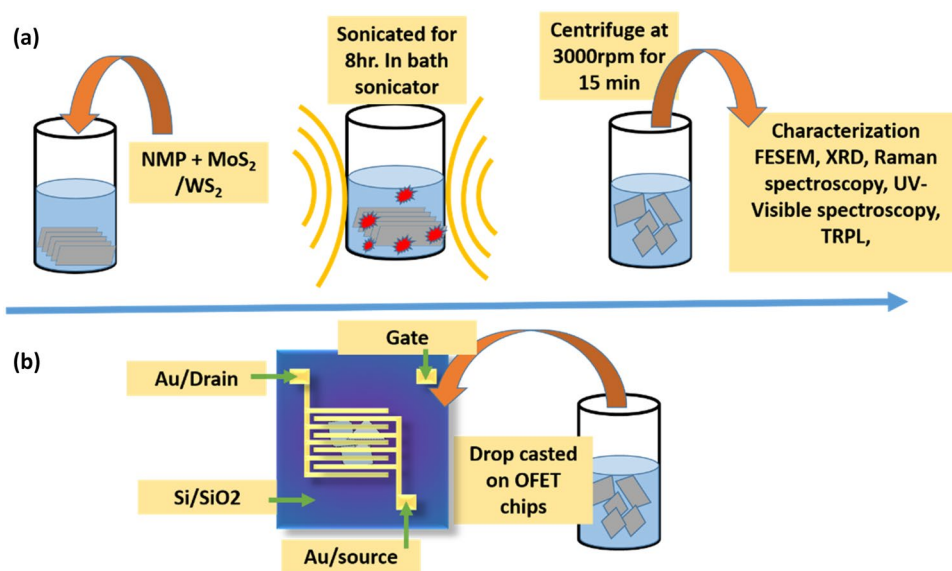 (a)
NMP + MoS₂
/WS₂
Sonicated for
8hr. In bath
sonicator
Centrifuge at
3000rpm for
15 min
Characterization
FESEM, XRD, Raman
spectroscopy, UV-
Visible spectroscopy,
TRPL,
(b)
Gate
Au/Drain
Si/SiO2
Au/source
Drop casted
on OFET
chips